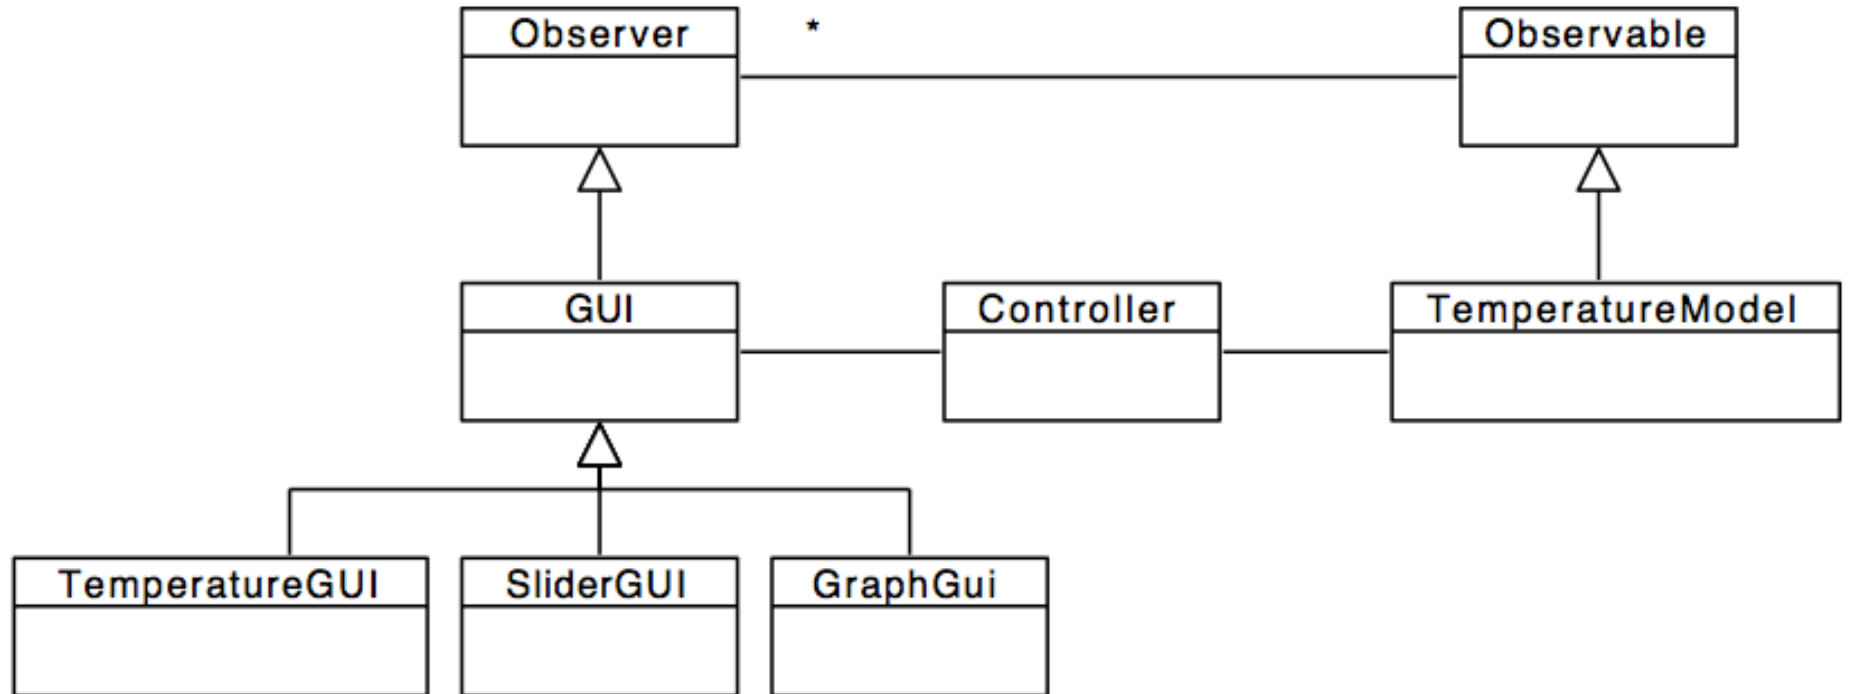 Observer
*
Observable
GUI
Controller
TemperatureModel
TemperatureGUI
SliderGUI
GraphGui